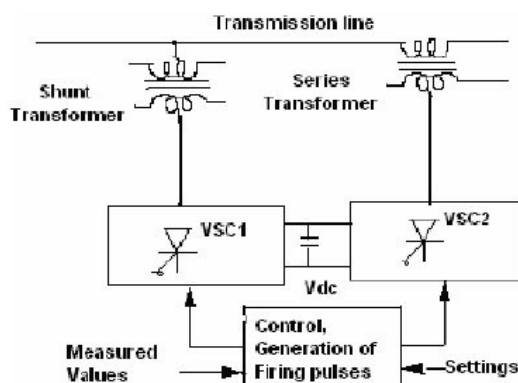 Transmission line
Shunt
Transformer
Series
Transformer
VSC1
VSC2
Vdc
Control,
Generation of
Firing pulses
Measured
Values
Settings